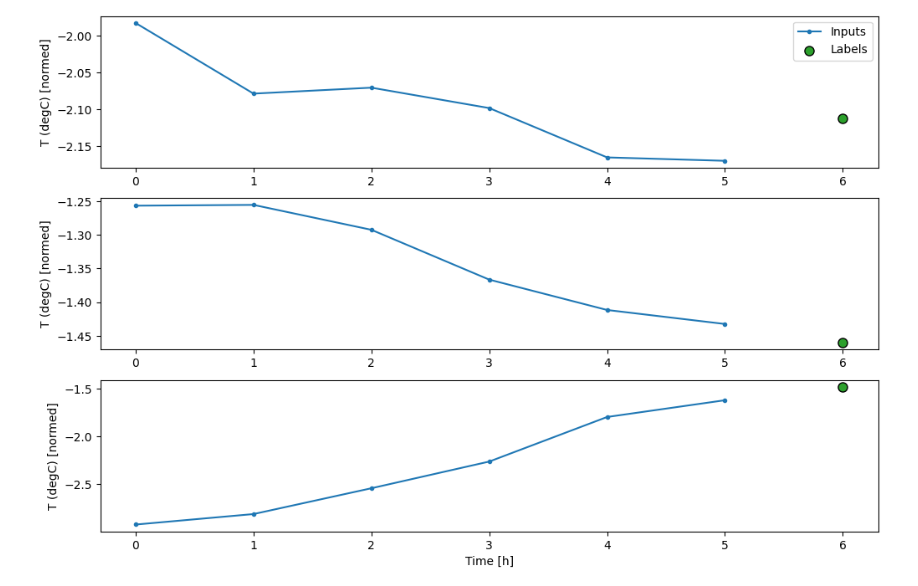 T (degC) [normed]
−2.00
−2.05
−2.10
−2.15
Inputs
Labels
0 1 2 3 4 5 6
T (degC) [normed]
−1.25
−1.30
−1.35
−1.40
−1.45
0 1 2 3 4 5 6
T (degC) [normed]
−1.5
−2.0
−2.5
0 1 2 3 4 5 6
Time [h]